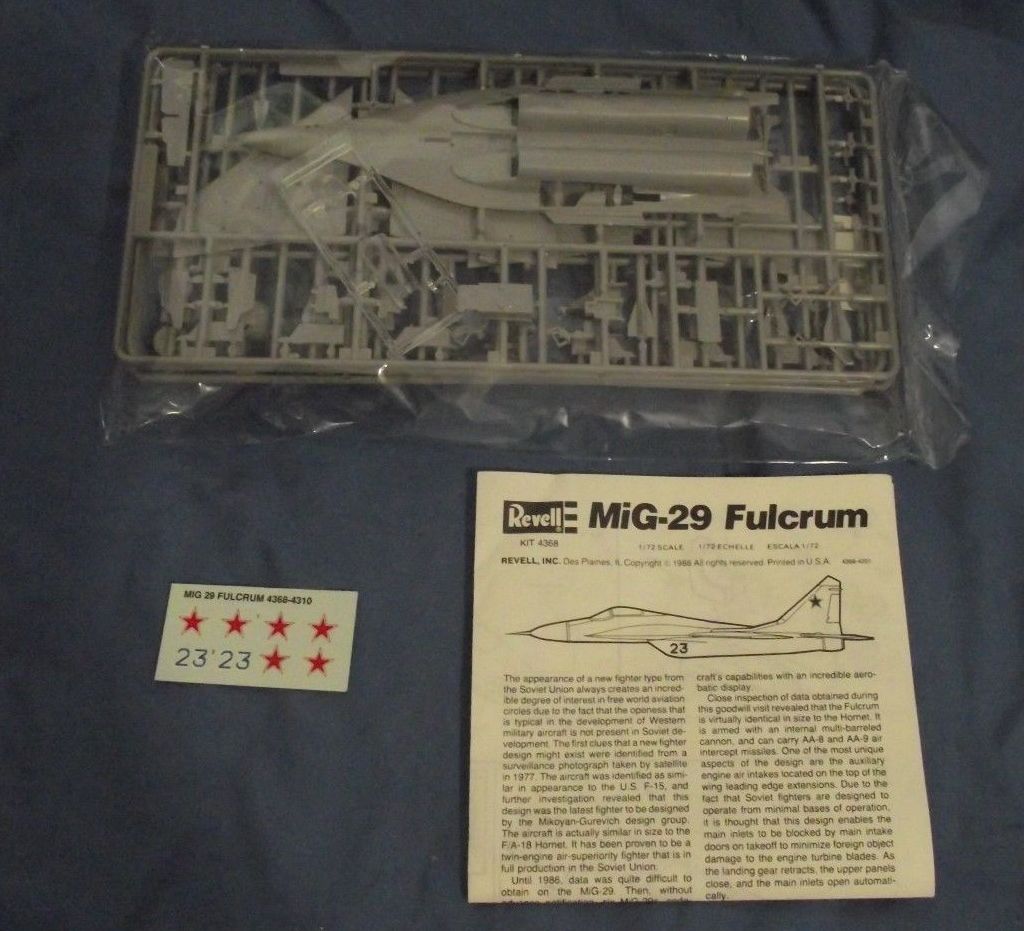 MIG 29 FULCRUM 4368-4310
23 23
Revell
MiG-29 Fulcrum
KIT 4368
1/72 SCALE 1/72 ECHELLE ESCALA 1/72
REVELL, INC. Des Plaines, IL Copyright © 1988 All rights reserved. Printed in U.S.A.
23
The appearance of a new fighter type from
the Soviet Union always creates an incred-
ible degree of interest in free world aviation
circles due to the fact that the openess that
is typical in the development of Western
military aircraft is not present in Soviet de-
velopment. The first clues that a new fighter
design might exist were identified from a
surveillance photograph taken by satellite
in 1977. The aircraft was identified as simi-
lar in appearance to the U.S. F-15, and
further investigation revealed that this
design was the latest fighter to be designed
by the Mikoyan-Gurevich design group.
The aircraft is actually similar in size to the
F/A-18 Hornet. It has been proven to be a
twin-engine air-superiority fighter that is in
full production in the Soviet Union.
Until 1986, data was quite difficult to
obtain on the MiG-29. Then, without
craft's capabilities with an incredible aero-
batic display.
Close inspection of data obtained during
this goodwill visit revealed that the Fulcrum
is virtually identical in size to the Hornet. It
is armed with an internal multi-barreled
cannon, and can carry AA-8 and AA-9 air
intercept missiles. One of the most unique
aspects of the design are the auxiliary
engine air intakes located on the top of the
wing leading edge extensions. Due to the
fact that Soviet fighters are designed to
operate from minimal bases of operation,
it is thought that this design enables the
main inlets to be blocked by main intake
doors on takeoff to minimize foreign object
damage to the engine turbine blades. As
the landing gear retracts, the upper panels
close, and the main inlets open automati-
cally.